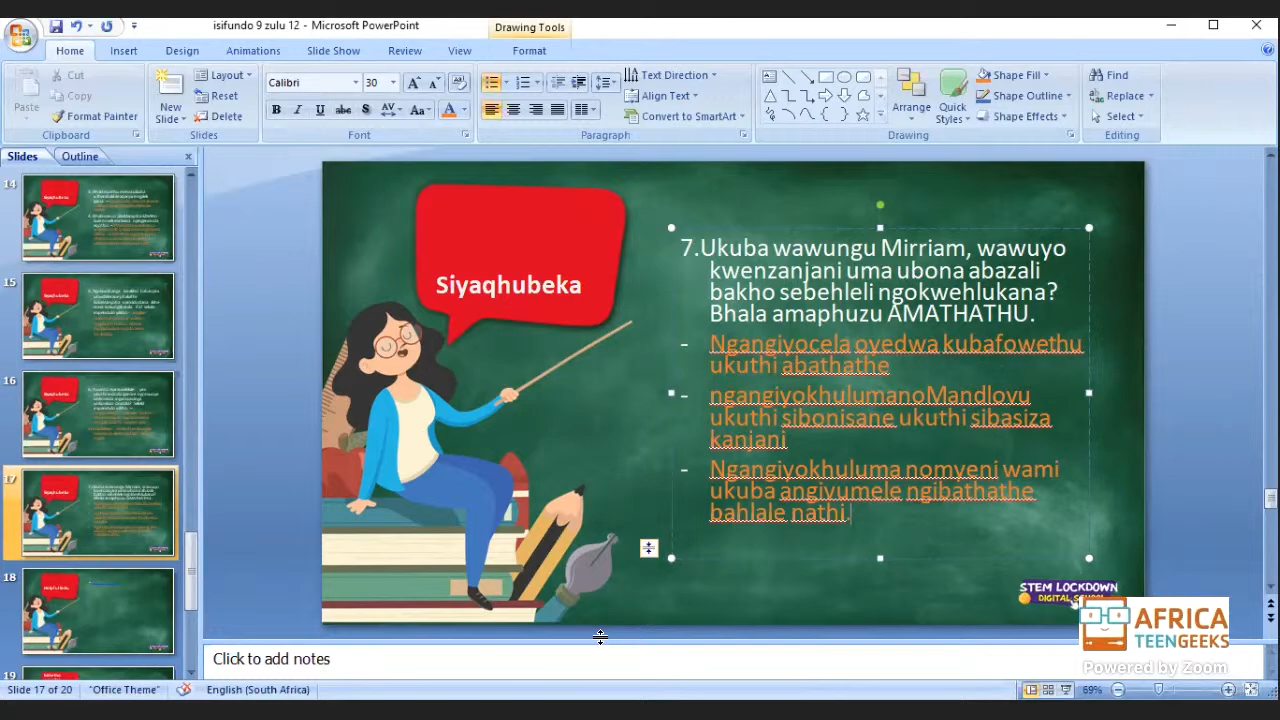 isifundo 9 zulu 12 - Microsoft PowerPoint
Drawing Tools
Home Insert Design Animations Slide Show Review View Format
Cut
Copy
Format Painter
Paste
Clipboard
New Slide
Layout
Reset
Delete
Slides
Calibri 30
Font
Text Direction
Align Text
Convert to SmartArt
Paragraph
Arrange
Quick Styles
Shape Fill
Shape Outline
Shape Effects
Drawing
Find
Replace
Select
Editing
Slides Outline
14
15
16
17
18
19
Siyaqhubeka
7.Ukuba wawungu Mirriam, wawuyo
kwenzanjani uma ubona abazali
bakho sebehleli ngokwehlukana?
Bhala amaphuzu AMATHATHU.
- Ngangiyocela oyedwa kubafowethu
ukuthi abathathe
- ngangiyokhulumanoMandlovu
ukuthi sibonisane ukuthi sibasiza
kanjani
- Ngangiyokhuluma nomyeni wami
ukuba angivumele ngibathathe
bahlale nathi.
STEM LOCKDOWN
DIGITAL SCHOOL
AFRICA
TEENGEEKS
Powered by Zoom
Click to add notes
Slide 17 of 20 "Office Theme" English (South Africa) 69%